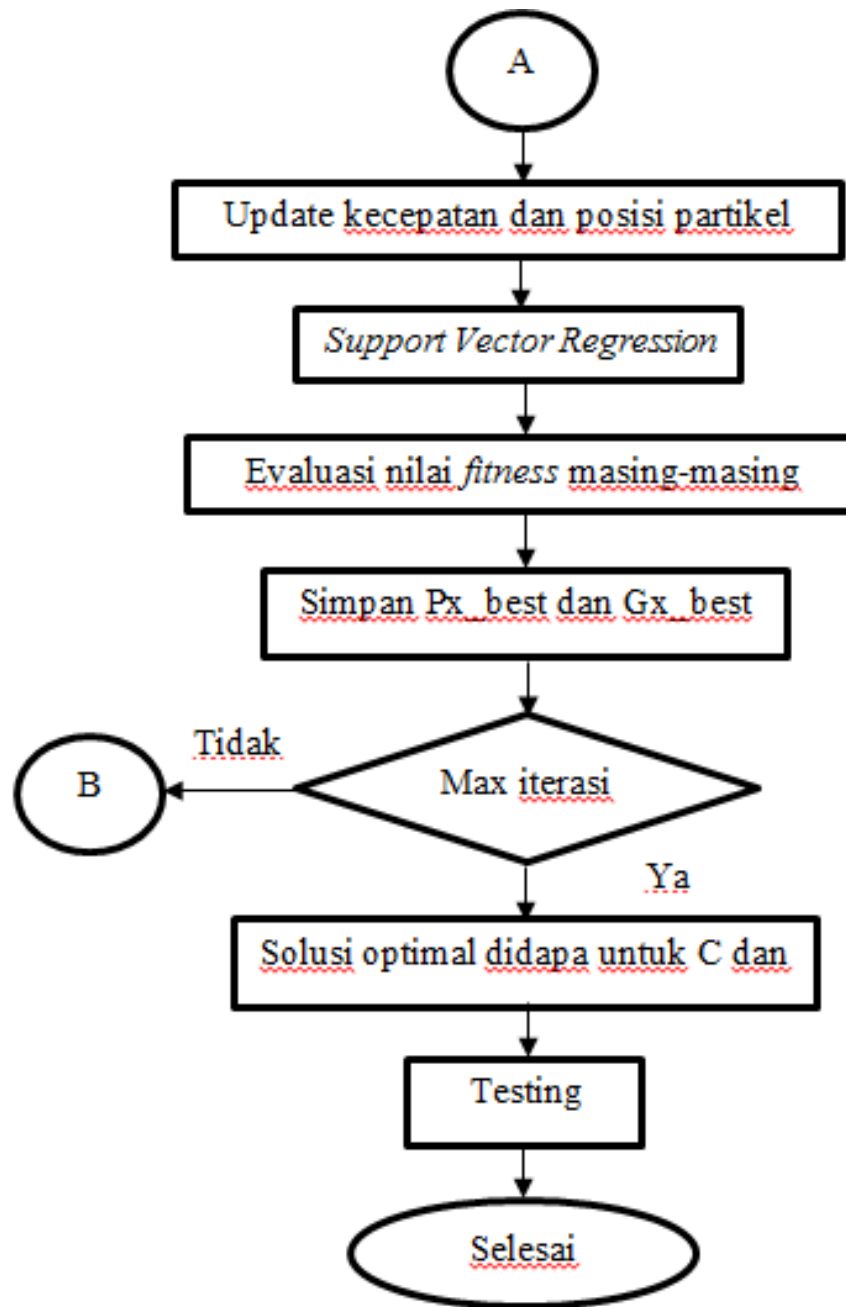 A
Update kecepatan dan posisi partikel
Support Vector Regression
Evaluasi nilai fitness masing-masing
Simpan Px_best dan Gx_best
Tidak
B
Max iterasi
Ya
Solusi optimal didapa untuk C dan
Testing
Selesai